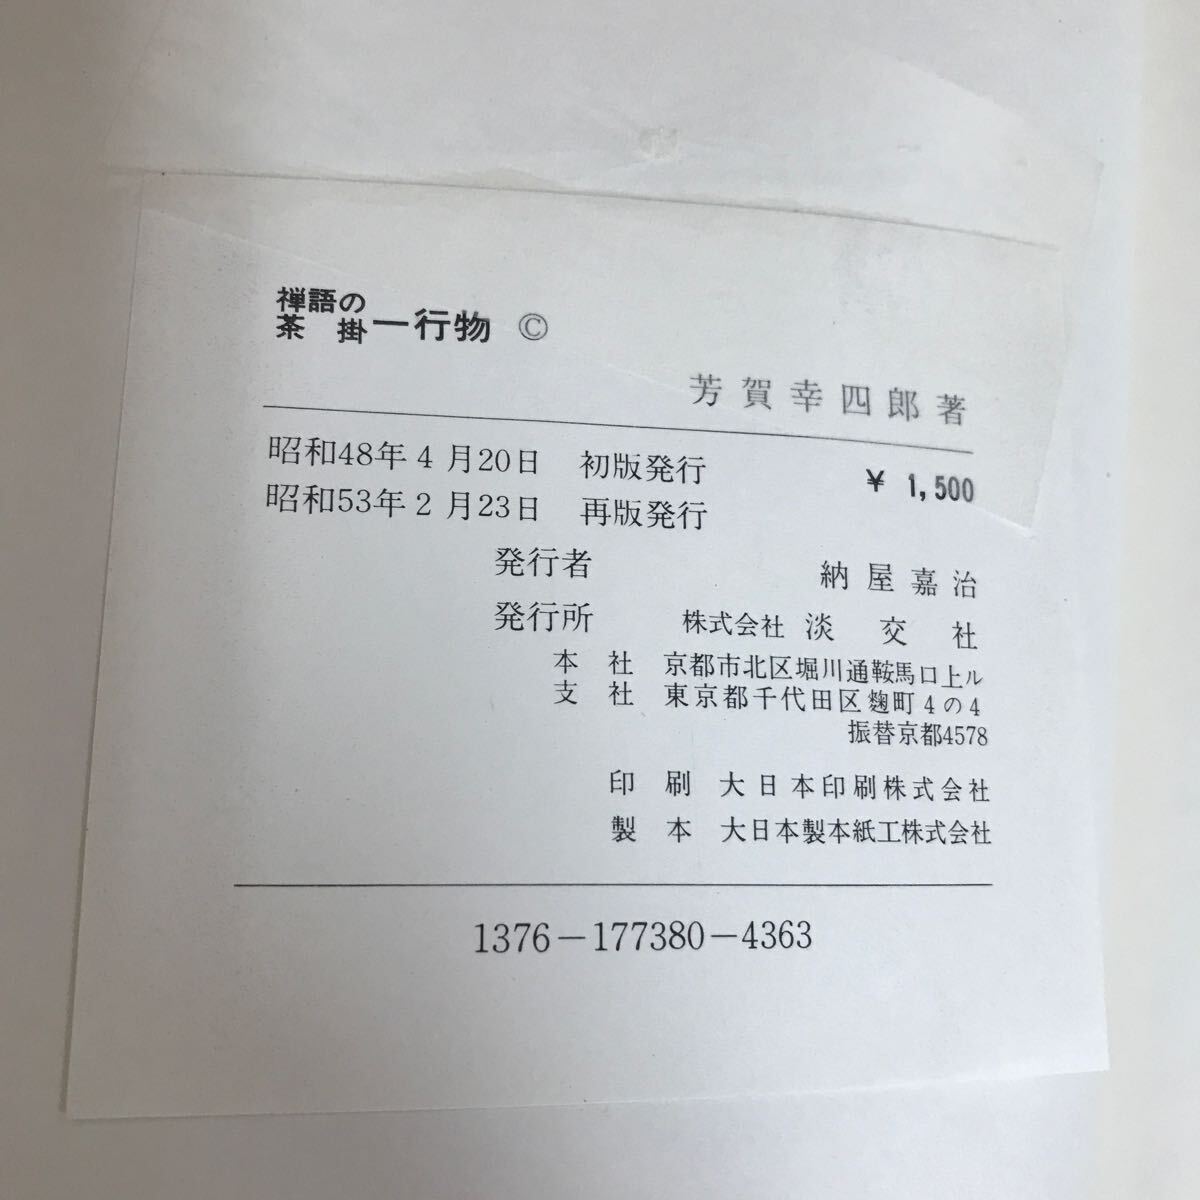 禅語の
茶掛一行物 ©
芳賀幸四郎著
昭和48年4月20日 初版発行 ¥1,500
昭和53年2月23日 再版発行
発行者 納屋嘉治
発行所 株式会社 淡交社
本社 京都市北区堀川通鞍馬口上ル
支社 東京都千代田区麹町4の4
振替京都4578
印刷 大日本印刷株式会社
製本 大日本製本紙工株式会社
1376-177380-4363